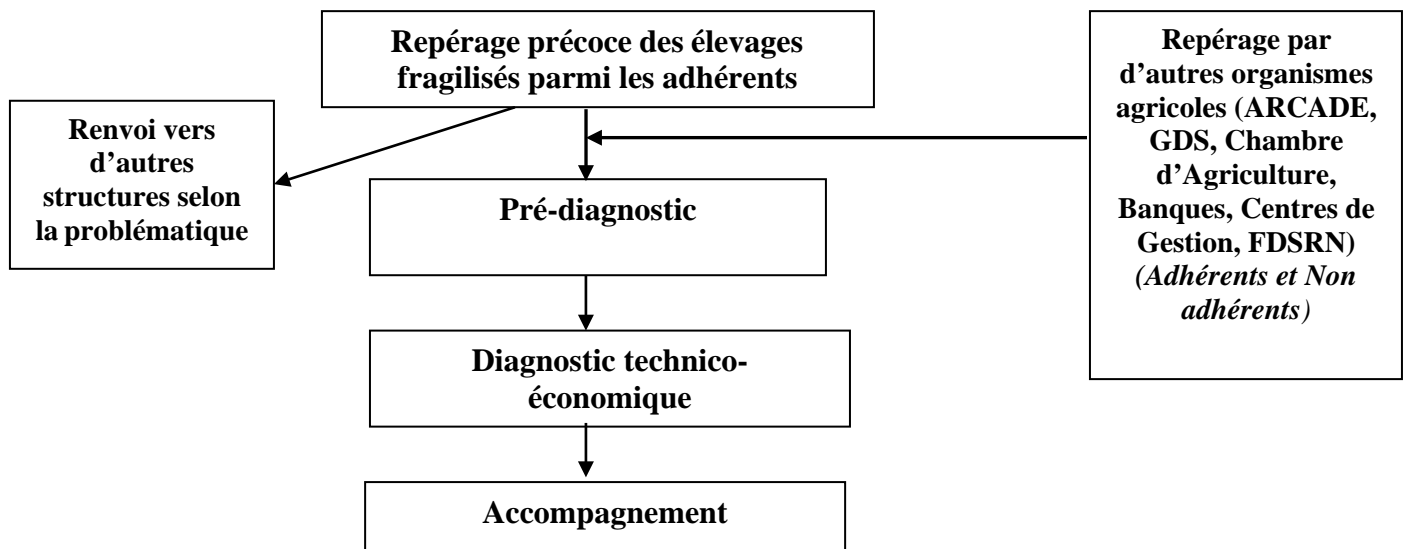 Repérage précoce des élevages
fragilisés parmi les adhérents
Renvoi vers
d’autres
structures selon
la problématique
Repérage par
d’autres organismes
agricoles (ARCADE,
GDS, Chambre
d’Agriculture,
Banques, Centres de
Gestion, FDSRN)
(Adhérents et Non
adhérents)
Pré-diagnostic
Diagnostic technico-
économique
Accompagnement